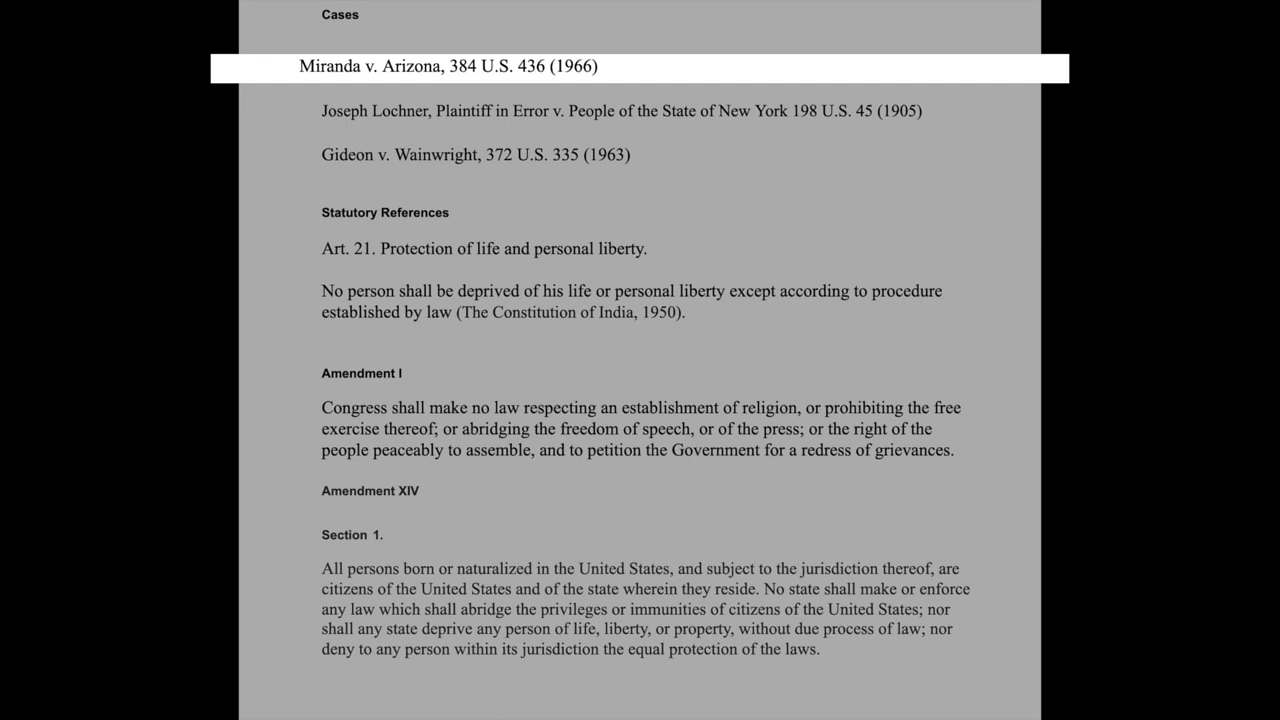 Cases
Miranda v. Arizona, 384 U.S. 436 (1966)
Joseph Lochner, Plaintiff in Error v. People of the State of New York 198 U.S. 45 (1905)
Gideon v. Wainwright, 372 U.S. 335 (1963)
Statutory References
Art. 21. Protection of life and personal liberty.
No person shall be deprived of his life or personal liberty except according to procedure
established by law (The Constitution of India, 1950).
Amendment I
Congress shall make no law respecting an establishment of religion, or prohibiting the free
exercise thereof; or abridging the freedom of speech, or of the press; or the right of the
people peaceably to assemble, and to petition the Government for a redress of grievances.
Amendment XIV
Section 1.
All persons born or naturalized in the United States, and subject to the jurisdiction thereof, are
citizens of the United States and of the state wherein they reside. No state shall make or enforce
any law which shall abridge the privileges or immunities of citizens of the United States; nor
shall any state deprive any person of life, liberty, or property, without due process of law; nor
deny to any person within its jurisdiction the equal protection of the laws.